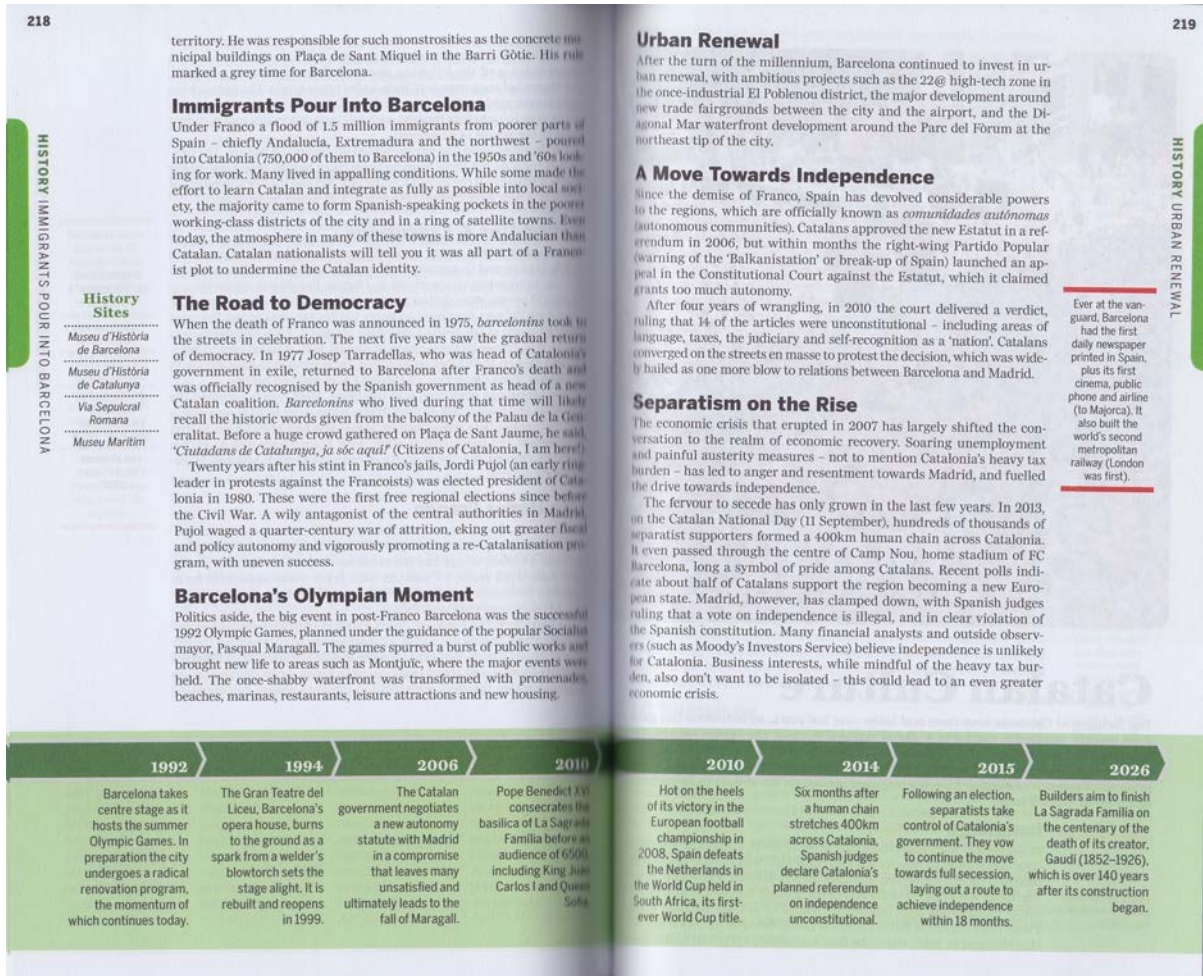 218
territory. He was responsible for such monstrosities as the concrete mu-
nicipal buildings on Plaça de Sant Miquel in the Barri Gòtic. His rule
marked a grey time for Barcelona.
Immigrants Pour Into Barcelona
Under Franco a flood of 1.5 million immigrants from poorer parts of
Spain – chiefly Andalucía, Extremadura and the northwest – poured
into Catalonia (750,000 of them to Barcelona) in the 1950s and '60s look-
ing for work. Many lived in appalling conditions. While some made the
effort to learn Catalan and integrate as fully as possible into local soci-
ety, the majority came to form Spanish-speaking pockets in the poorer
working-class districts of the city and in a ring of satellite towns. Even
today, the atmosphere in many of these towns is more Andalucian than
Catalan. Catalan nationalists will tell you it was all part of a Franco-
ist plot to undermine the Catalan identity.
The Road to Democracy
When the death of Franco was announced in 1975, barcelonins took to
the streets in celebration. The next five years saw the gradual return
of democracy. In 1977 Josep Tarradellas, who was head of Catalonia's
government in exile, returned to Barcelona after Franco's death and
was officially recognised by the Spanish government as head of a new
Catalan coalition. Barcelonins who lived during that time will likely
recall the historic words given from the balcony of the Palau de la Gen-
eralitat. Before a huge crowd gathered on Plaça de Sant Jaume, he said,
'Ciutadans de Catalunya, ja sóc aquí!' (Citizens of Catalonia, I am here!)
Twenty years after his stint in Franco's jails, Jordi Pujol (an early ring-
leader in protests against the Francoists) was elected president of Cata-
lonia in 1980. These were the first free regional elections since before
the Civil War. A wily antagonist of the central authorities in Madrid,
Pujol waged a quarter-century war of attrition, eking out greater fiscal
and policy autonomy and vigorously promoting a re-Catalanisation pro-
gram, with uneven success.
Barcelona's Olympian Moment
Politics aside, the big event in post-Franco Barcelona was the successful
1992 Olympic Games, planned under the guidance of the popular Socialist
mayor, Pasqual Maragall. The games spurred a burst of public works and
brought new life to areas such as Montjuïc, where the major events were
held. The once-shabby waterfront was transformed with promenades,
beaches, marinas, restaurants, leisure attractions and new housing.
HISTORY IMMIGRANTS POUR INTO BARCELONA
History
Sites
Museu d'Història
de Barcelona
Museu d'Història
de Catalunya
Via Sepulcral
Romana
Museu Marítim
1992
Barcelona takes
centre stage as it
hosts the summer
Olympic Games. In
preparation the city
undergoes a radical
renovation program,
the momentum of
which continues today.
1994
The Gran Teatre del
Liceu, Barcelona's
opera house, burns
to the ground as a
spark from a welder's
blowtorch sets the
stage alight. It is
rebuilt and reopens
in 1999.
2006
The Catalan
government negotiates
a new autonomy
statute with Madrid
in a compromise
that leaves many
unsatisfied and
ultimately leads to the
fall of Maragall.
2010
Pope Benedict XVI
consecrates the
basilica of La Sagrada
Família before an
audience of 6500,
including King Juan
Carlos I and Queen
Sofía.
219
Urban Renewal
After the turn of the millennium, Barcelona continued to invest in ur-
ban renewal, with ambitious projects such as the 22@ high-tech zone in
the once-industrial El Poblenou district, the major development around
new trade fairgrounds between the city and the airport, and the Di-
agonal Mar waterfront development around the Parc del Fòrum at the
northeast tip of the city.
A Move Towards Independence
Since the demise of Franco, Spain has devolved considerable powers
to the regions, which are officially known as comunidades autónomas
(autonomous communities). Catalans approved the new Estatut in a ref-
erendum in 2006, but within months the right-wing Partido Popular
(warning of the 'Balkanistation' or break-up of Spain) launched an ap-
peal in the Constitutional Court against the Estatut, which it claimed
grants too much autonomy.
After four years of wrangling, in 2010 the court delivered a verdict,
ruling that 14 of the articles were unconstitutional – including areas of
language, taxes, the judiciary and self-recognition as a 'nation'. Catalans
converged on the streets en masse to protest the decision, which was wide-
ly hailed as one more blow to relations between Barcelona and Madrid.
Separatism on the Rise
The economic crisis that erupted in 2007 has largely shifted the con-
versation to the realm of economic recovery. Soaring unemployment
and painful austerity measures – not to mention Catalonia's heavy tax
burden – has led to anger and resentment towards Madrid, and fuelled
the drive towards independence.
The fervour to secede has only grown in the last few years. In 2013,
on the Catalan National Day (11 September), hundreds of thousands of
separatist supporters formed a 400km human chain across Catalonia.
It even passed through the centre of Camp Nou, home stadium of FC
Barcelona, long a symbol of pride among Catalans. Recent polls indi-
cate about half of Catalans support the region becoming a new Euro-
pean state. Madrid, however, has clamped down, with Spanish judges
ruling that a vote on independence is illegal, and in clear violation of
the Spanish constitution. Many financial analysts and outside observ-
ers (such as Moody's Investors Service) believe independence is unlikely
for Catalonia. Business interests, while mindful of the heavy tax bur-
den, also don't want to be isolated – this could lead to an even greater
economic crisis.
HISTORY URBAN RENEWAL
Ever at the van-
guard, Barcelona
had the first
daily newspaper
printed in Spain,
plus its first
cinema, public
phone and airline
(to Majorca). It
also built the
world's second
metropolitan
railway (London
was first).
2010
Hot on the heels
of its victory in the
European football
championship in
2008, Spain defeats
the Netherlands in
the World Cup held in
South Africa, its first-
ever World Cup title.
2014
Six months after
a human chain
stretches 400km
across Catalonia,
Spanish judges
declare Catalonia's
planned referendum
on independence
unconstitutional.
2015
Following an election,
separatists take
control of Catalonia's
government. They vow
to continue the move
towards full secession,
laying out a route to
achieve independence
within 18 months.
2026
Builders aim to finish
La Sagrada Família on
the centenary of the
death of its creator,
Gaudí (1852–1926),
which is over 140 years
after its construction
began.